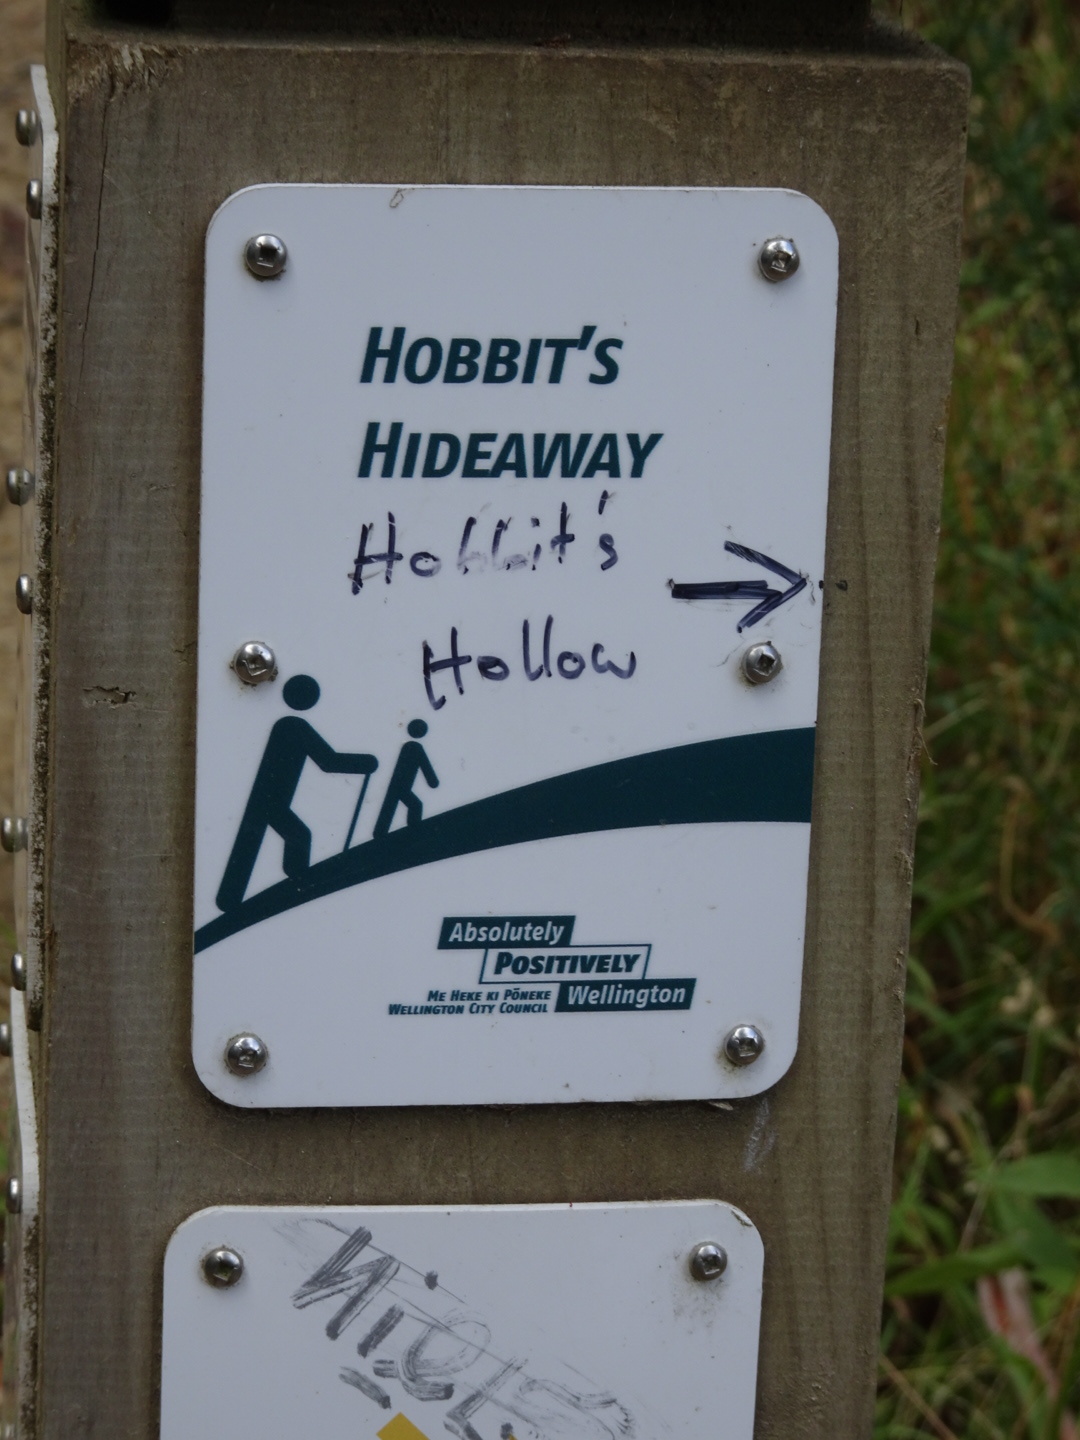 HOBBIT'S
HIDEAWAY
Hobbit's
Hollow
Absolutely
POSITIVELY
ME HEKE KI PŌNEKE
WELLINGTON CITY COUNCIL
Wellington